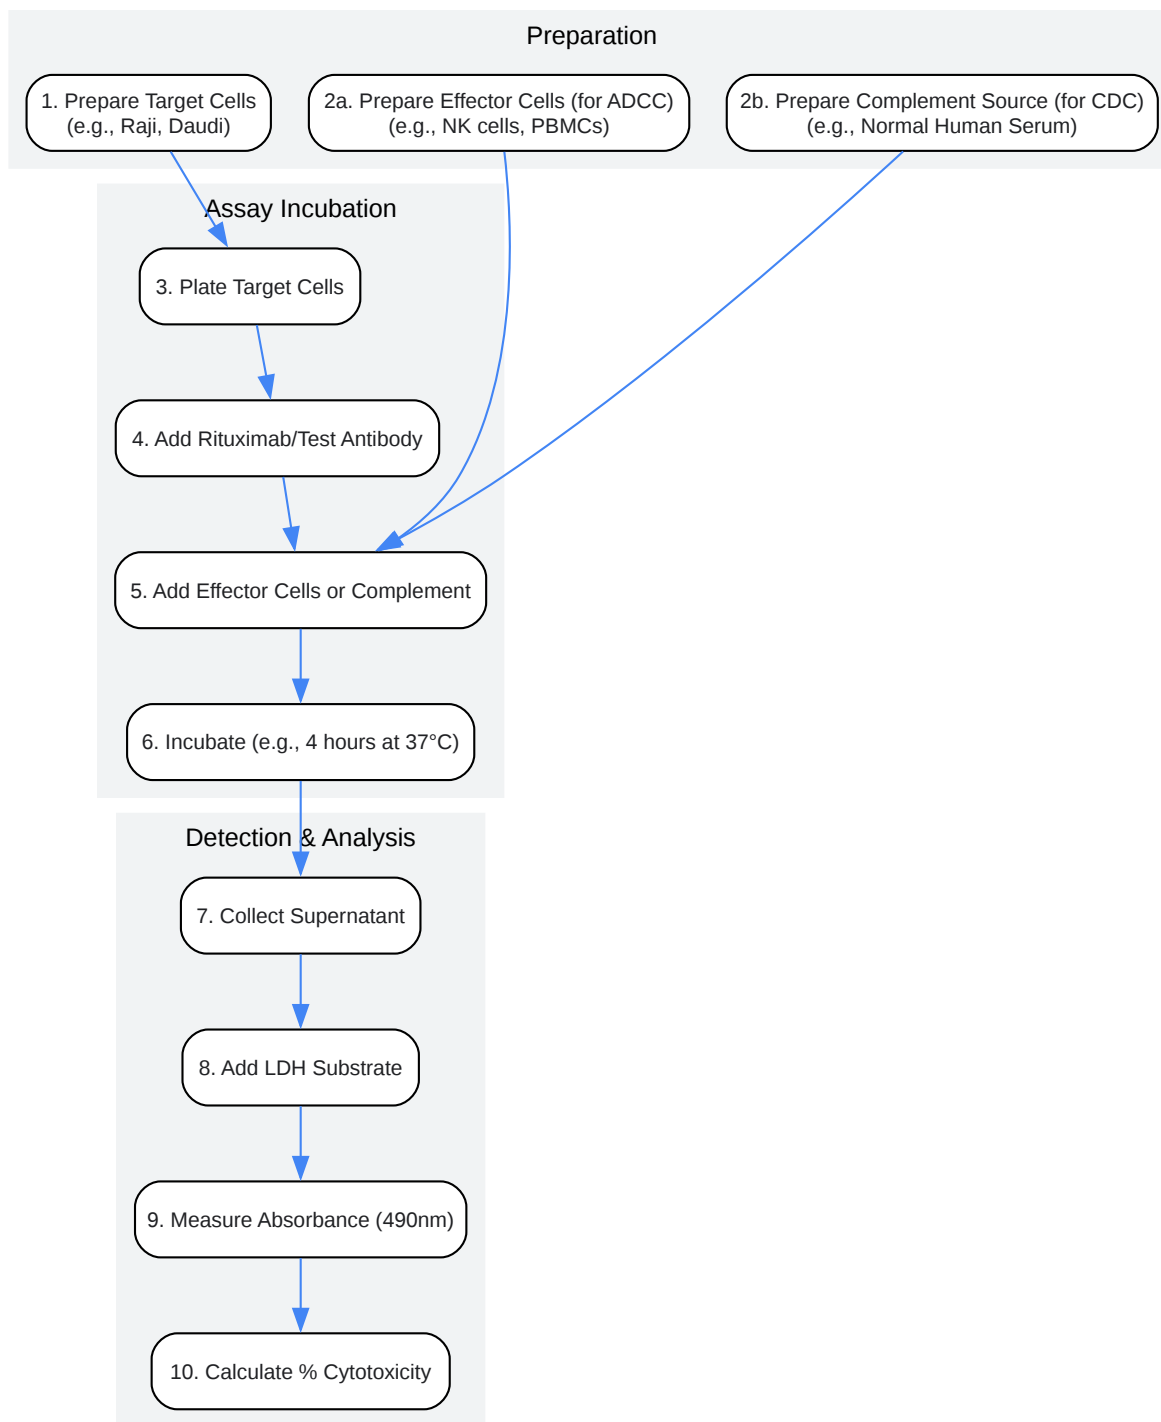 Preparation
1. Prepare Target Cells
(e.g., Raji, Daudi)
2a. Prepare Effector Cells (for ADCC)
(e.g., NK cells, PBMCs)
2b. Prepare Complement Source (for CDC)
(e.g., Normal Human Serum)
Assay Incubation
3. Plate Target Cells
4. Add Rituximab/Test Antibody
5. Add Effector Cells or Complement
6. Incubate (e.g., 4 hours at 37°C)
Detection & Analysis
7. Collect Supernatant
8. Add LDH Substrate
9. Measure Absorbance (490nm)
10. Calculate % Cytotoxicity